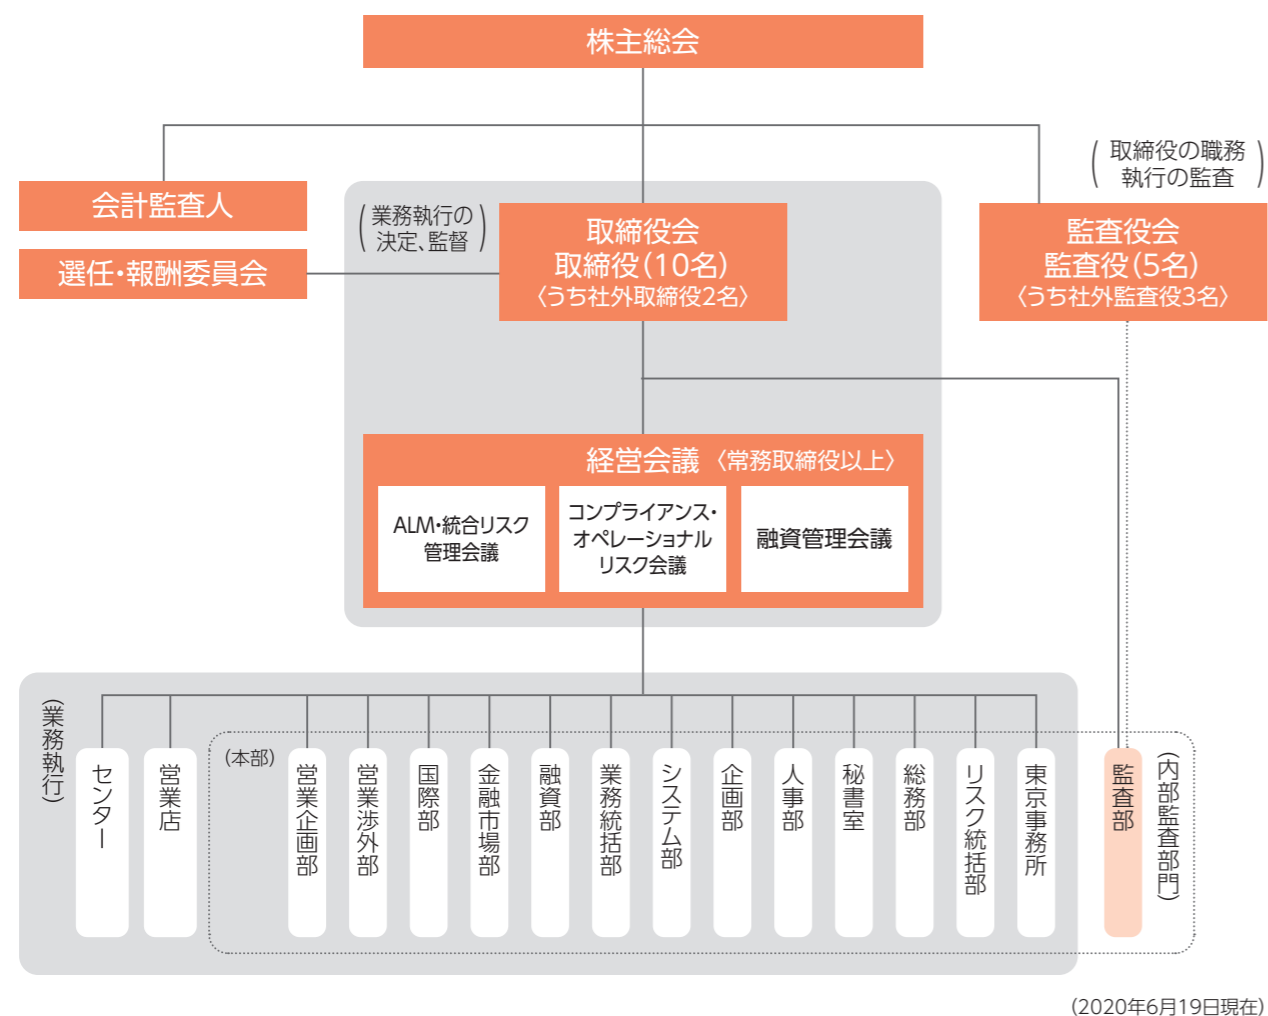 株主総会
会計監査人
選任・報酬委員会
(業務執行の
決定、監督)
取締役会
取締役(10名)
〈うち社外取締役2名〉
(取締役の職務
執行の監査)
監査役会
監査役(5名)
〈うち社外監査役3名〉
経営会議 〈常務取締役以上〉
ALM・統合リスク
管理会議
コンプライアンス・
オペレーショナル
リスク会議
融資管理会議
(業務執行)
センター
営業店
(本部)
営業企画部
営業渉外部
国際部
金融市場部
融資部
業務統括部
システム部
企画部
人事部
秘書室
総務部
リスク統括部
東京事務所
監査部
(内部監査部門)
(2020年6月19日現在)